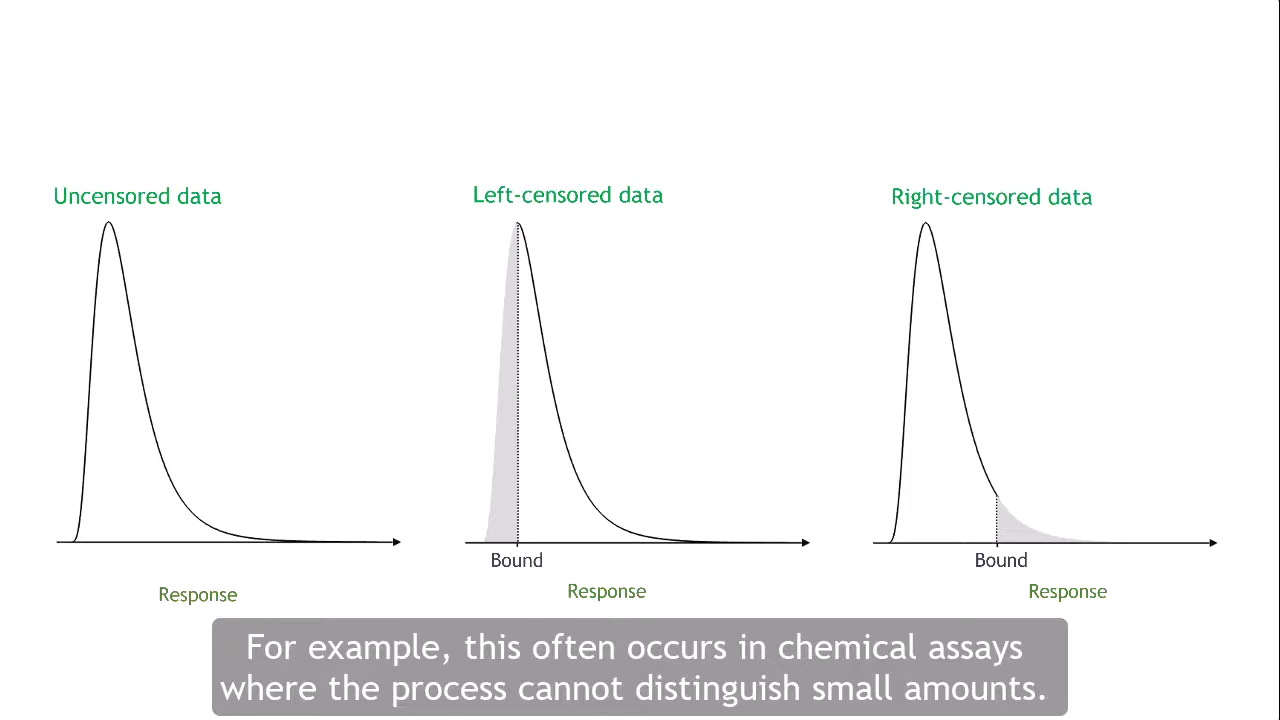 Uncensored data
Left-censored data
Right-censored data
Bound
Bound
Response
Response
Response
For example, this often occurs in chemical assays
where the process cannot distinguish small amounts.